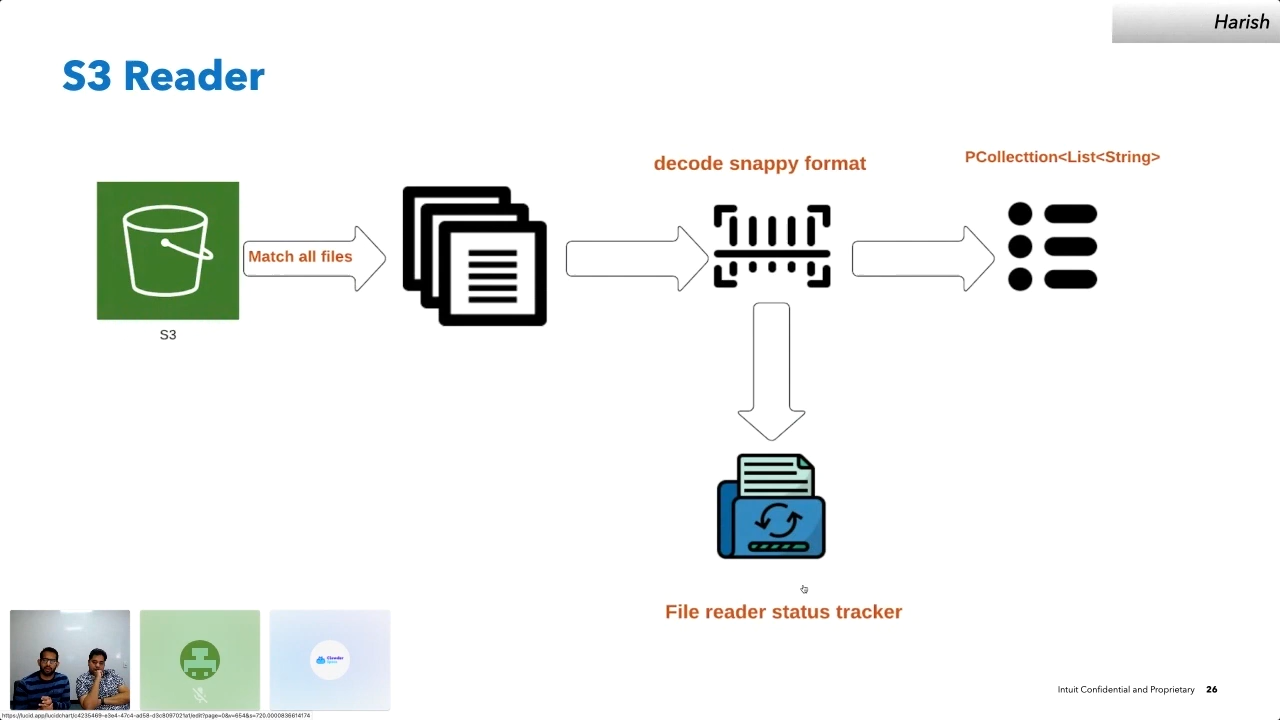 Harish
S3 Reader
decode snappy format
PCollecttion<List<String>
Match all files
S3
File reader status tracker
Intuit Confidential and Proprietary 26